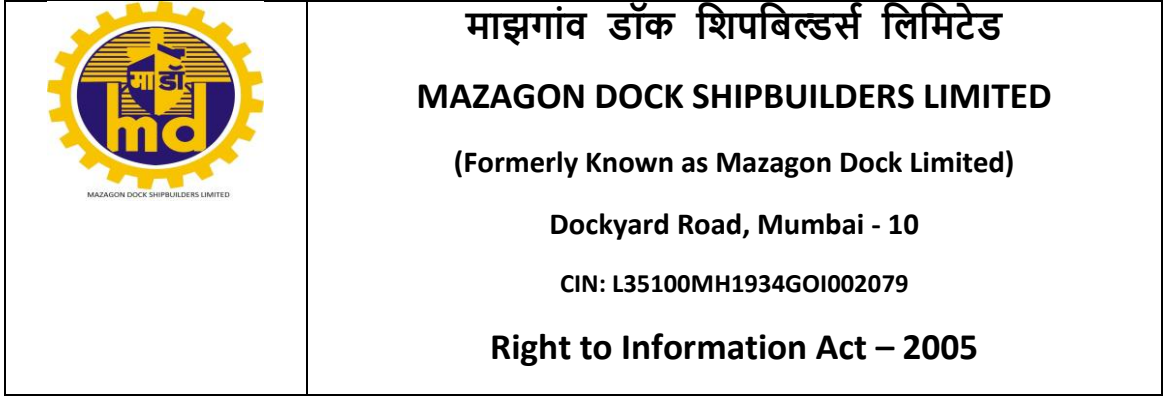 मा डॉ
md
MAZAGON DOCK SHIPBUILDERS LIMITED
माझगांव डॉक शिपबिल्डर्स लिमिटेड
MAZAGON DOCK SHIPBUILDERS LIMITED
(Formerly Known as Mazagon Dock Limited)
Dockyard Road, Mumbai - 10
CIN: L35100MH1934GOI002079
Right to Information Act – 2005